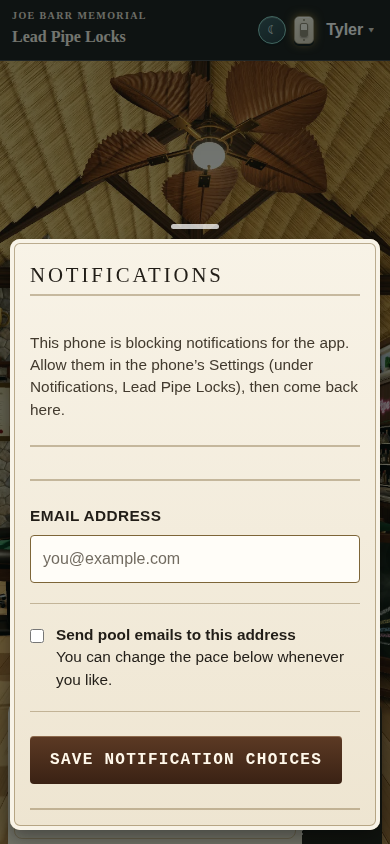 JOE BARR MEMORIAL
Lead Pipe Locks
Tyler
NOTIFICATIONS
This phone is blocking notifications for the app.
Allow them in the phone’s Settings (under
Notifications, Lead Pipe Locks), then come back
here.
EMAIL ADDRESS
you@example.com
Send pool emails to this address
You can change the pace below whenever
you like.
SAVE NOTIFICATION CHOICES